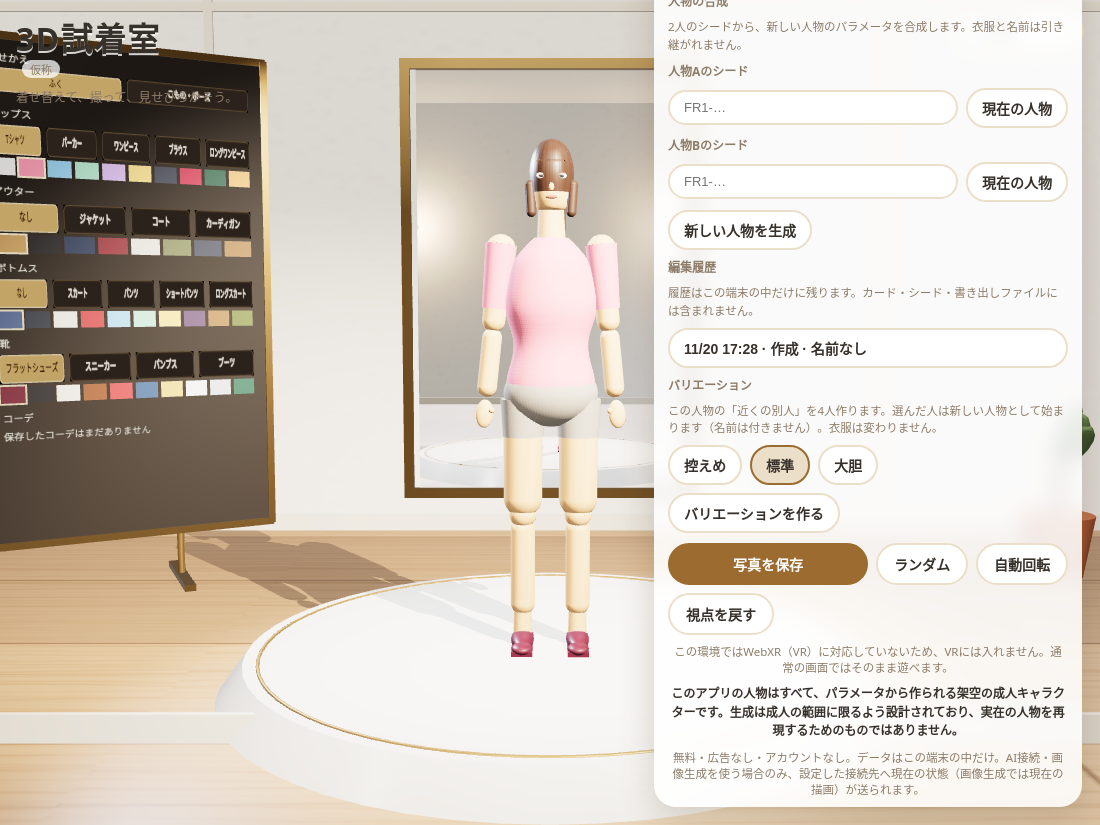 3D試着室
仮称
ふく
こもの・ポーズ
Tシャツ
パーカー
ワンピース
ブラウス
ロングワンピース
なし
ジャケット
コート
カーディガン
なし
スカート
パンツ
ショートパンツ
ロングスカート
靴
フラットシューズ
スニーカー
パンプス
ブーツ
コーデ
保存したコーデはまだありません
人物の合成
2人のシードから、新しい人物のパラメータを合成します。衣服と名前は引き
継がれません。
人物Aのシード
FR1-…
現在の人物
人物Bのシード
FR1-…
現在の人物
新しい人物を生成
編集履歴
履歴はこの端末の中だけに残ります。カード・シード・書き出しファイルに
は含まれません。
11/20 17:28 · 作成 · 名前なし
バリエーション
この人物の「近くの別人」を4人作ります。選んだ人は新しい人物として始ま
ります（名前は付きません）。衣服は変わりません。
控えめ
標準
大胆
バリエーションを作る
写真を保存
ランダム
自動回転
視点を戻す
この環境ではWebXR（VR）に対応していないため、VRには入れません。通
常の画面ではそのまま遊べます。
このアプリの人物はすべて、パラメータから作られる架空の成人キャラク
ターです。生成は成人の範囲に限るよう設計されており、実在の人物を再
現するためのものではありません。
無料・広告なし・アカウントなし。データはこの端末の中だけ。AI接続・画
像生成を使う場合のみ、設定した接続先へ現在の状態（画像生成では現在の
描画）が送られます。